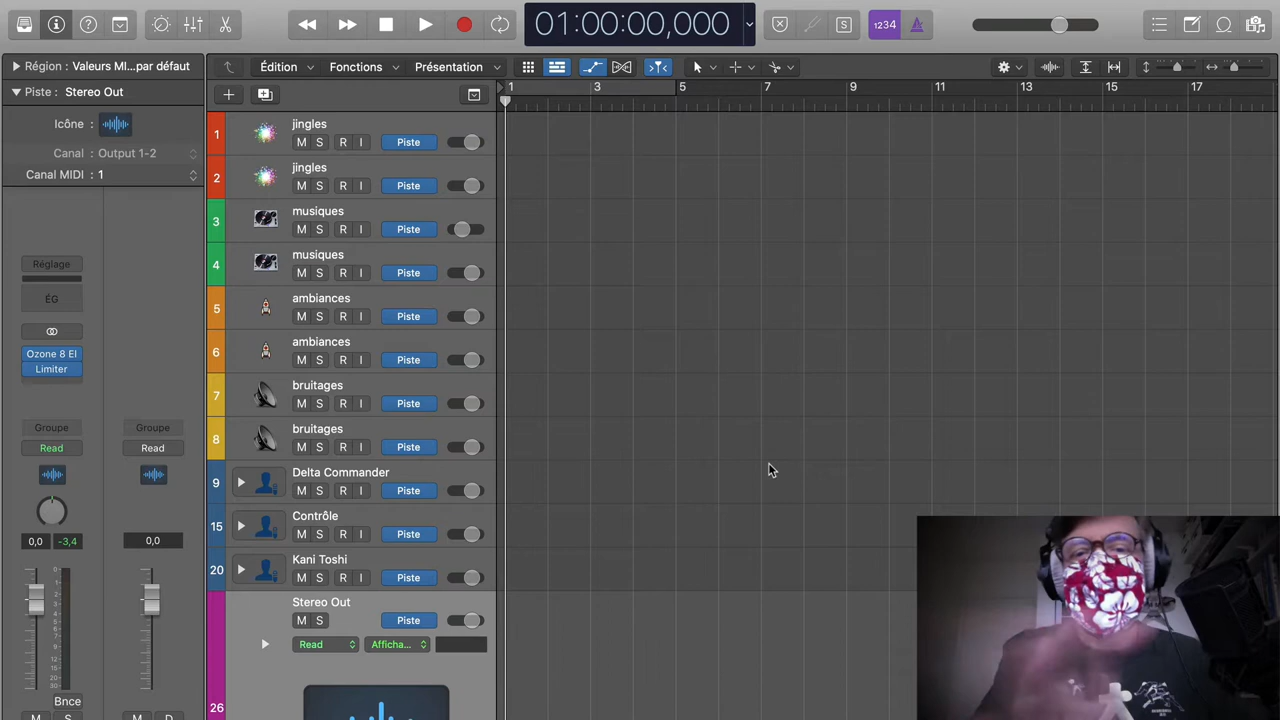 01:00:00,000
1234
Région : Valeurs MI...par défaut
Édition
Fonctions
Présentation
Piste : Stereo Out
1 3 5 7 9 11 13 15 17
Icône :
Canal : Output 1-2
Canal MIDI : 1
Réglage
ÉG
Ozone 8 El
Limiter
Groupe
Groupe
Read
Read
0,0
-3,4
0,0
Bnce
M S
M D
1
jingles
M S R I
Piste
2
jingles
M S R I
Piste
3
musiques
M S R I
Piste
4
musiques
M S R I
Piste
5
ambiances
M S R I
Piste
6
ambiances
M S R I
Piste
7
bruitages
M S R I
Piste
8
bruitages
M S R I
Piste
9
Delta Commander
M S R I
Piste
15
Contrôle
M S R I
Piste
20
Kani Toshi
M S R I
Piste
26
Stereo Out
M S
Piste
Read
Afficha...